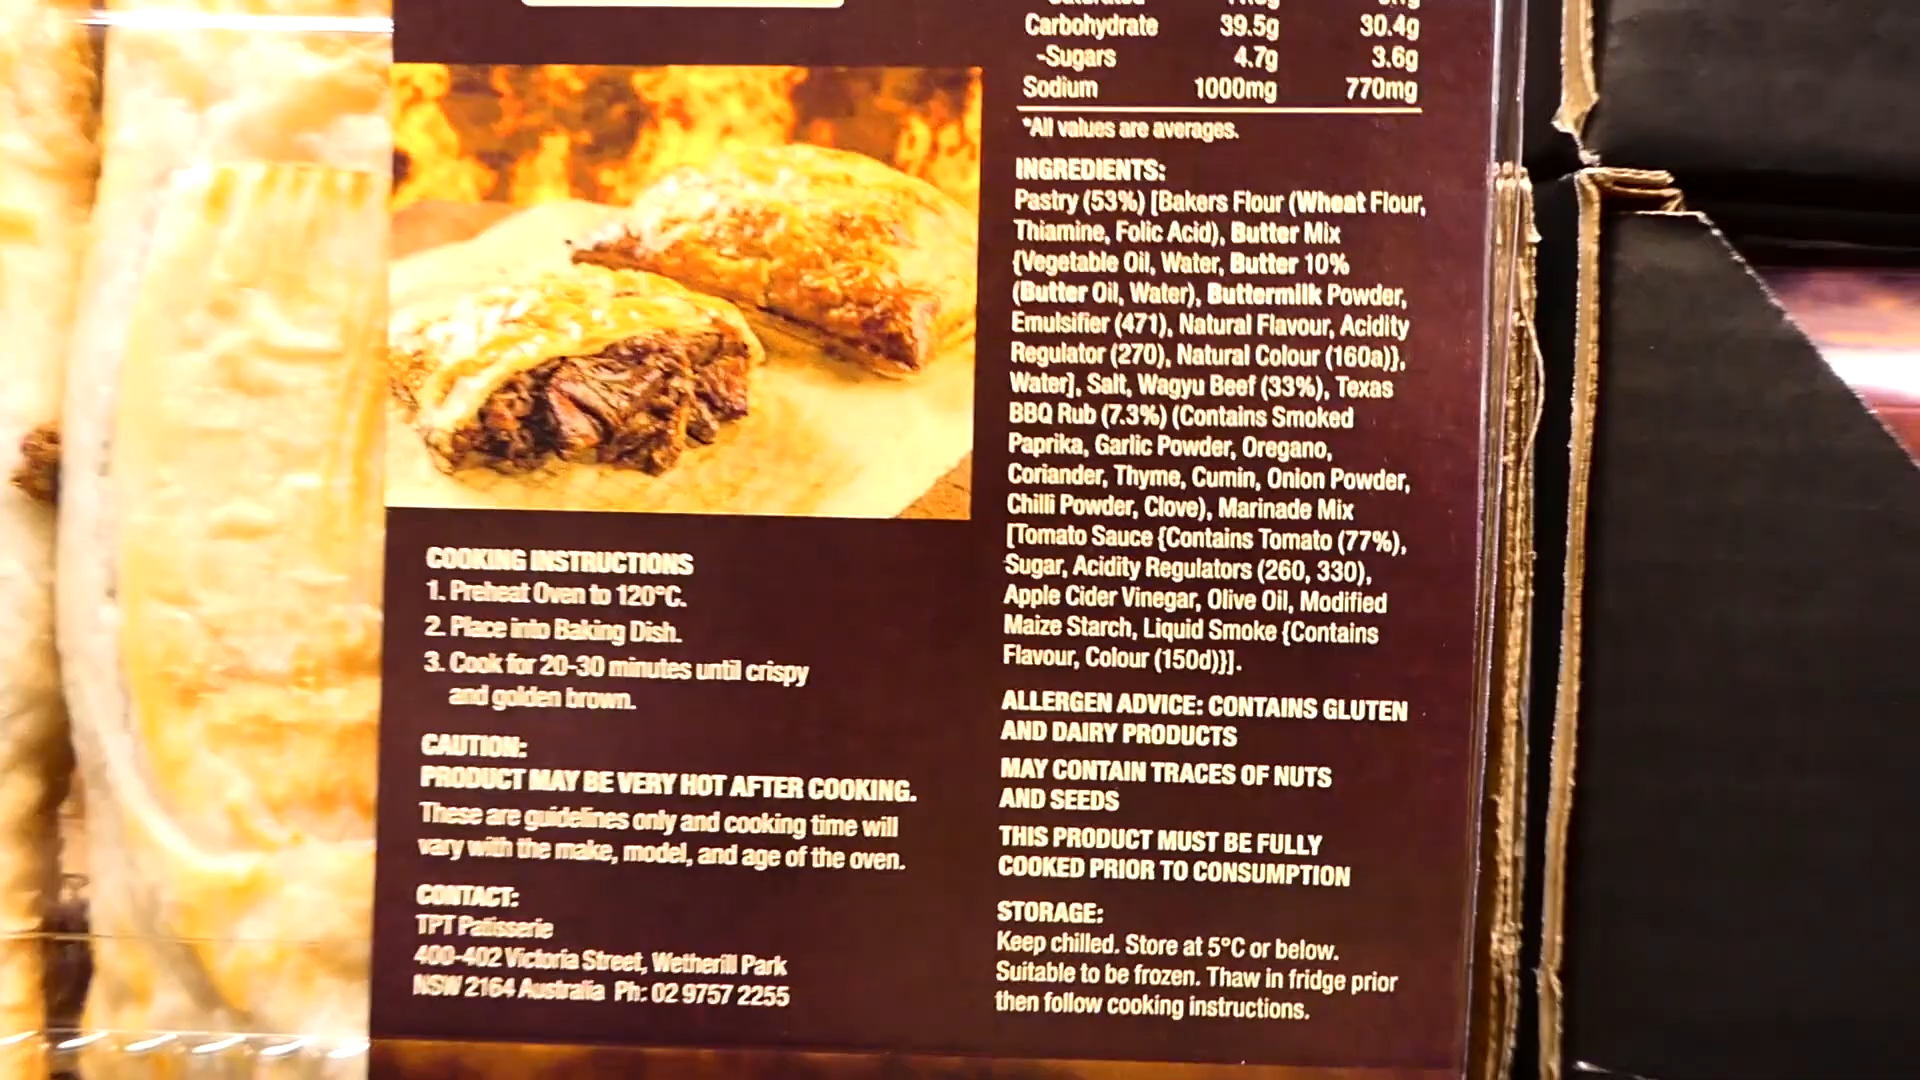 COOKING INSTRUCTIONS
1. Preheat Oven to 120°C.
2. Place into Baking Dish.
3. Cook for 20-30 minutes until crispy
and golden brown.
CAUTION:
PRODUCT MAY BE VERY HOT AFTER COOKING.
These are guidelines only and cooking time will
vary with the make, model, and age of the oven.
CONTACT:
TPT Patisserie
400-402 Victoria Street, Wetherill Park
NSW 2164 Australia Ph: 02 9757 2255
Carbohydrate 39.5g 30.4g
-Sugars 4.7g 3.6g
Sodium 1000mg 770mg
*All values are averages.
INGREDIENTS:
Pastry (53%) [Bakers Flour (Wheat Flour,
Thiamine, Folic Acid), Butter Mix
{Vegetable Oil, Water, Butter 10%
(Butter Oil, Water), Buttermilk Powder,
Emulsifier (471), Natural Flavour, Acidity
Regulator (270), Natural Colour (160a)},
Water], Salt, Wagyu Beef (33%), Texas
BBQ Rub (7.3%) (Contains Smoked
Paprika, Garlic Powder, Oregano,
Coriander, Thyme, Cumin, Onion Powder,
Chilli Powder, Clove), Marinade Mix
[Tomato Sauce {Contains Tomato (77%),
Sugar, Acidity Regulators (260, 330),
Apple Cider Vinegar, Olive Oil, Modified
Maize Starch, Liquid Smoke {Contains
Flavour, Colour (150d)}].
ALLERGEN ADVICE: CONTAINS GLUTEN
AND DAIRY PRODUCTS
MAY CONTAIN TRACES OF NUTS
AND SEEDS
THIS PRODUCT MUST BE FULLY
COOKED PRIOR TO CONSUMPTION
STORAGE:
Keep chilled. Store at 5°C or below.
Suitable to be frozen. Thaw in fridge prior
then follow cooking instructions.